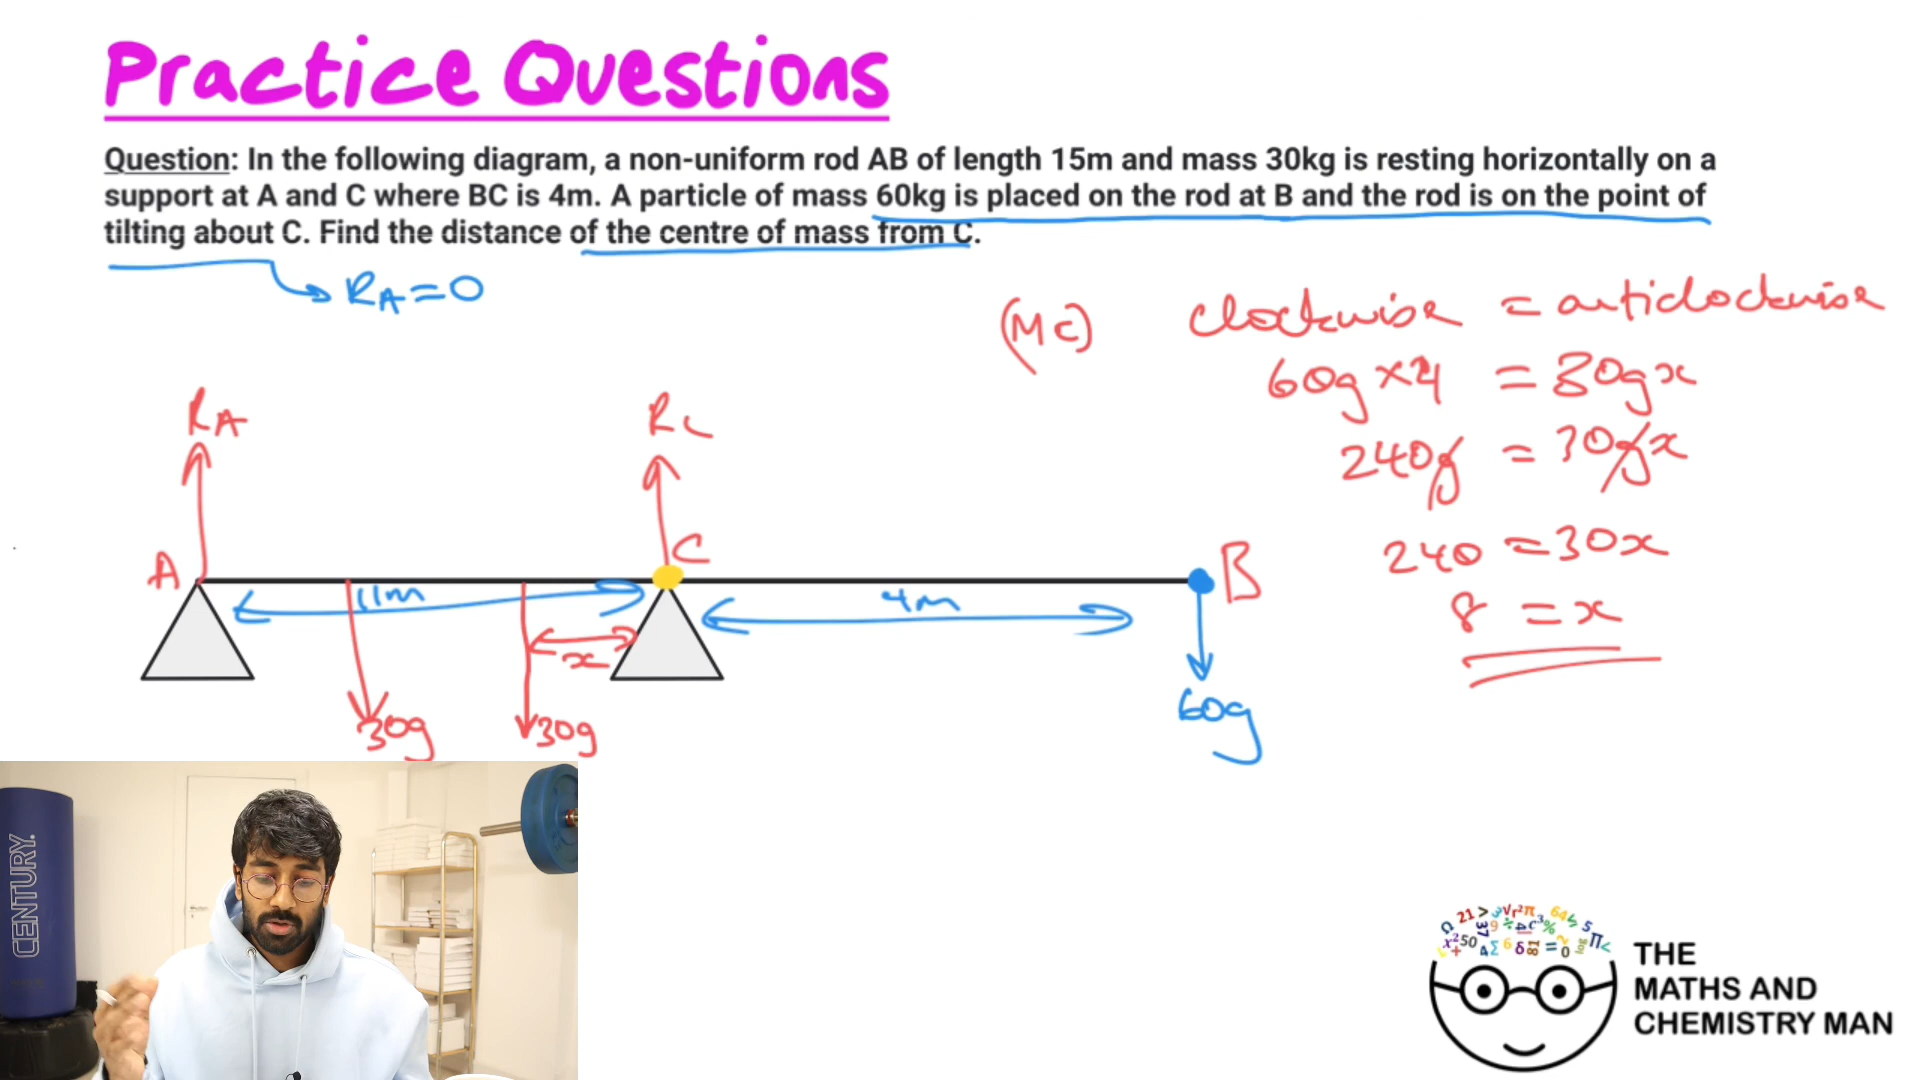 Practice Questions
Question: In the following diagram, a non-uniform rod AB of length 15m and mass 30kg is resting horizontally on a
support at A and C where BC is 4m. A particle of mass 60kg is placed on the rod at B and the rod is on the point of
tilting about C. Find the distance of the centre of mass from C.
RA=0
(MC) clockwise = anticlockwise
60g×4 = 30gx
240g = 30gx
240 = 30x
8 = x
RA
RC
A
C
B
11m
4m
x
30g
30g
60g
CENTURY.
THE
MATHS AND
CHEMISTRY MAN